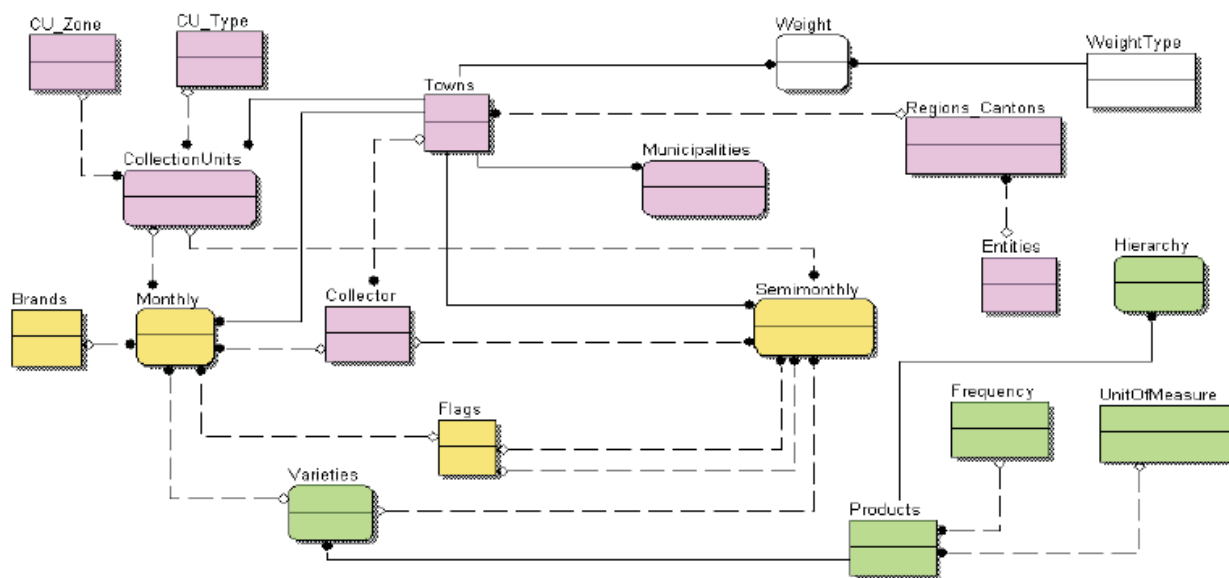 CU_Zone
CU_Type
Weight
WeightType
Towns
Regions_Cantons
Municipalities
CollectionUnits
Entities
Hierarchy
Brands
Monthly
Collector
Semimonthly
Flags
Frequency
UnitOfMeasure
Varieties
Products